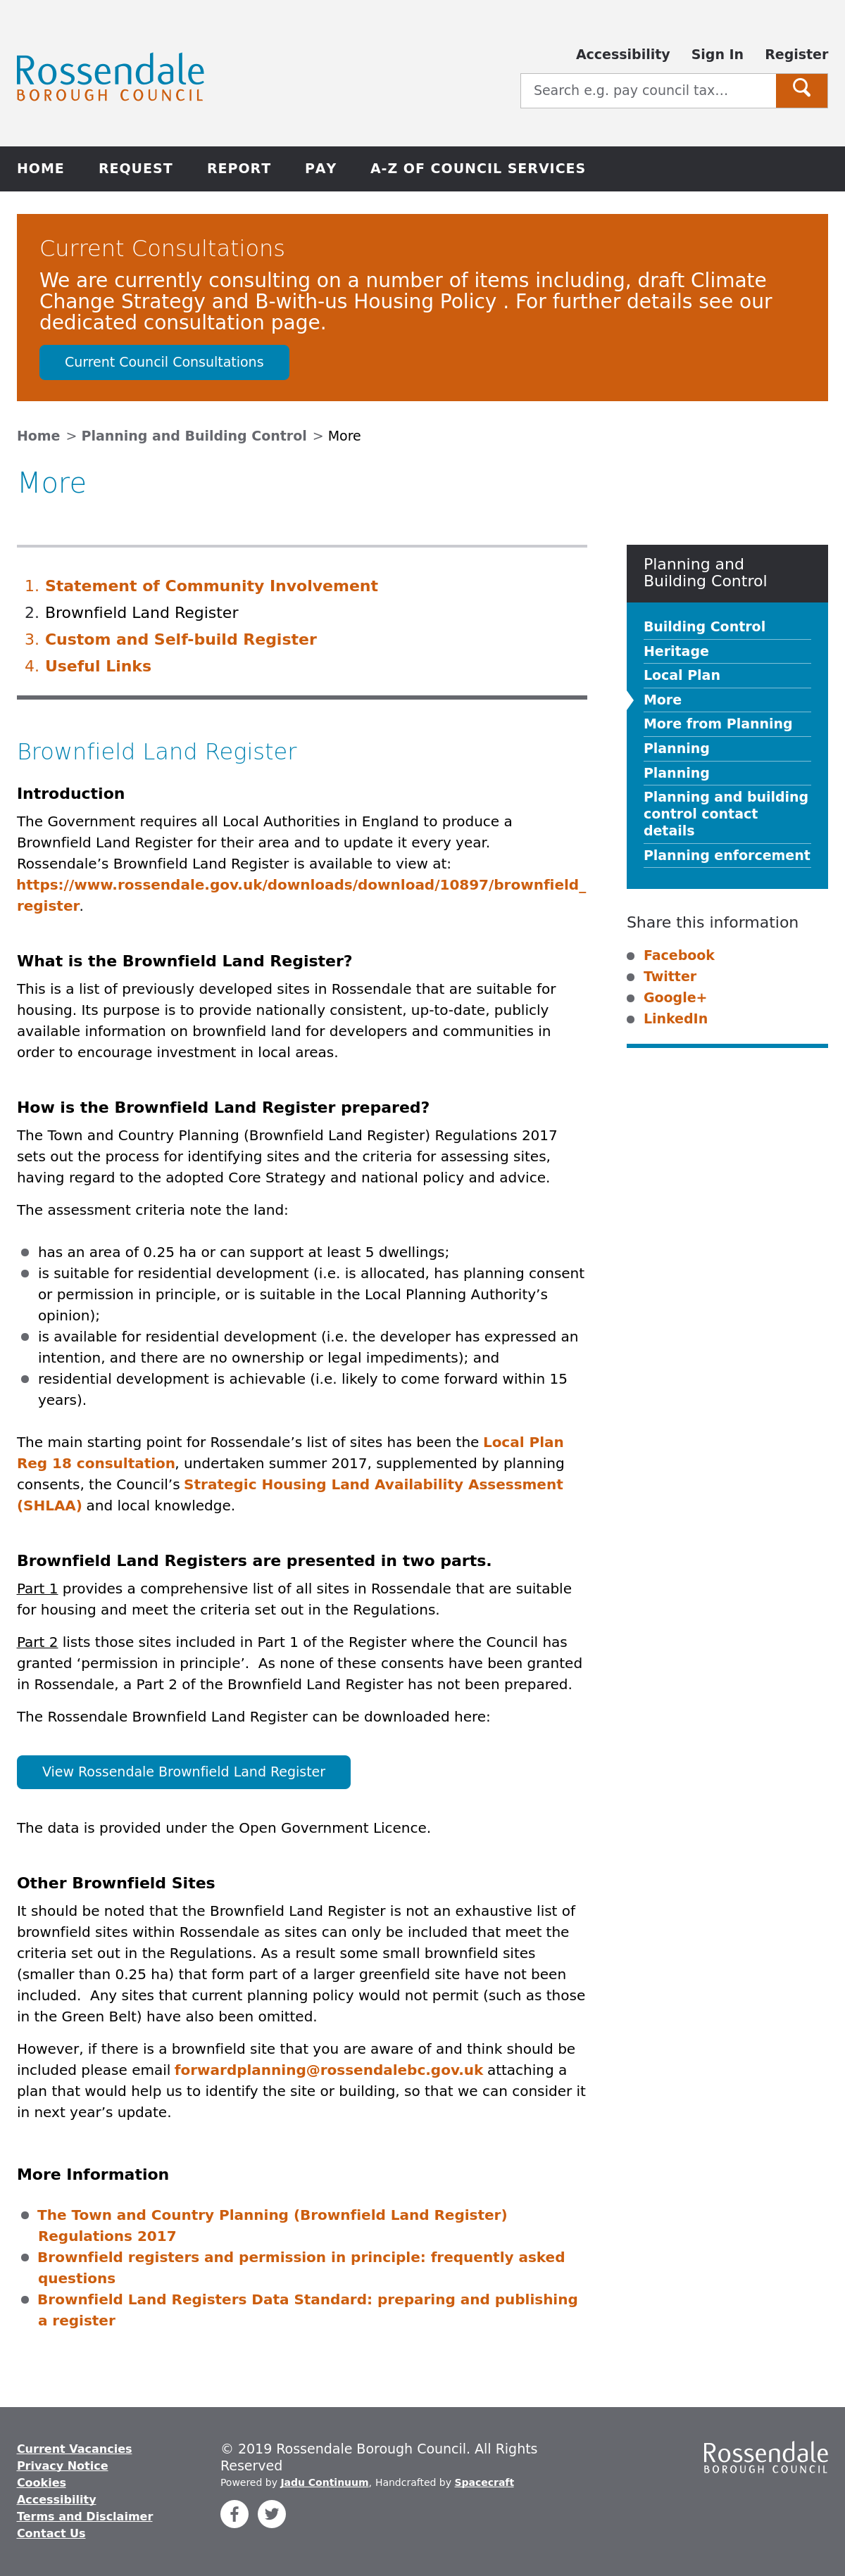 Rossendale
BOROUGH COUNCIL
Accessibility Sign In Register
Search e.g. pay council tax...
HOME REQUEST REPORT PAY A-Z OF COUNCIL SERVICES
Current Consultations
We are currently consulting on a number of items including, draft Climate
Change Strategy and B-with-us Housing Policy . For further details see our
dedicated consultation page.
Current Council Consultations
Home > Planning and Building Control > More
More
1. Statement of Community Involvement
2. Brownfield Land Register
3. Custom and Self-build Register
4. Useful Links
Brownfield Land Register
Introduction
The Government requires all Local Authorities in England to produce a
Brownfield Land Register for their area and to update it every year.
Rossendale’s Brownfield Land Register is available to view at:
https://www.rossendale.gov.uk/downloads/download/10897/brownfield_
register.
What is the Brownfield Land Register?
This is a list of previously developed sites in Rossendale that are suitable for
housing. Its purpose is to provide nationally consistent, up-to-date, publicly
available information on brownfield land for developers and communities in
order to encourage investment in local areas.
How is the Brownfield Land Register prepared?
The Town and Country Planning (Brownfield Land Register) Regulations 2017
sets out the process for identifying sites and the criteria for assessing sites,
having regard to the adopted Core Strategy and national policy and advice.
The assessment criteria note the land:
has an area of 0.25 ha or can support at least 5 dwellings;
is suitable for residential development (i.e. is allocated, has planning consent
or permission in principle, or is suitable in the Local Planning Authority’s
opinion);
is available for residential development (i.e. the developer has expressed an
intention, and there are no ownership or legal impediments); and
residential development is achievable (i.e. likely to come forward within 15
years).
The main starting point for Rossendale’s list of sites has been the Local Plan
Reg 18 consultation, undertaken summer 2017, supplemented by planning
consents, the Council’s Strategic Housing Land Availability Assessment
(SHLAA) and local knowledge.
Brownfield Land Registers are presented in two parts.
Part 1 provides a comprehensive list of all sites in Rossendale that are suitable
for housing and meet the criteria set out in the Regulations.
Part 2 lists those sites included in Part 1 of the Register where the Council has
granted ‘permission in principle’.  As none of these consents have been granted
in Rossendale, a Part 2 of the Brownfield Land Register has not been prepared.
The Rossendale Brownfield Land Register can be downloaded here:
View Rossendale Brownfield Land Register
The data is provided under the Open Government Licence.
Other Brownfield Sites
It should be noted that the Brownfield Land Register is not an exhaustive list of
brownfield sites within Rossendale as sites can only be included that meet the
criteria set out in the Regulations. As a result some small brownfield sites
(smaller than 0.25 ha) that form part of a larger greenfield site have not been
included.  Any sites that current planning policy would not permit (such as those
in the Green Belt) have also been omitted.
However, if there is a brownfield site that you are aware of and think should be
included please email forwardplanning@rossendalebc.gov.uk attaching a
plan that would help us to identify the site or building, so that we can consider it
in next year’s update.
More Information
The Town and Country Planning (Brownfield Land Register)
Regulations 2017
Brownfield registers and permission in principle: frequently asked
questions
Brownfield Land Registers Data Standard: preparing and publishing
a register
Planning and
Building Control
Building Control
Heritage
Local Plan
More
More from Planning
Planning
Planning
Planning and building
control contact
details
Planning enforcement
Share this information
Facebook
Twitter
Google+
LinkedIn
Current Vacancies
Privacy Notice
Cookies
Accessibility
Terms and Disclaimer
Contact Us
© 2019 Rossendale Borough Council. All Rights
Reserved
Powered by Jadu Continuum, Handcrafted by Spacecraft
Rossendale
BOROUGH COUNCIL